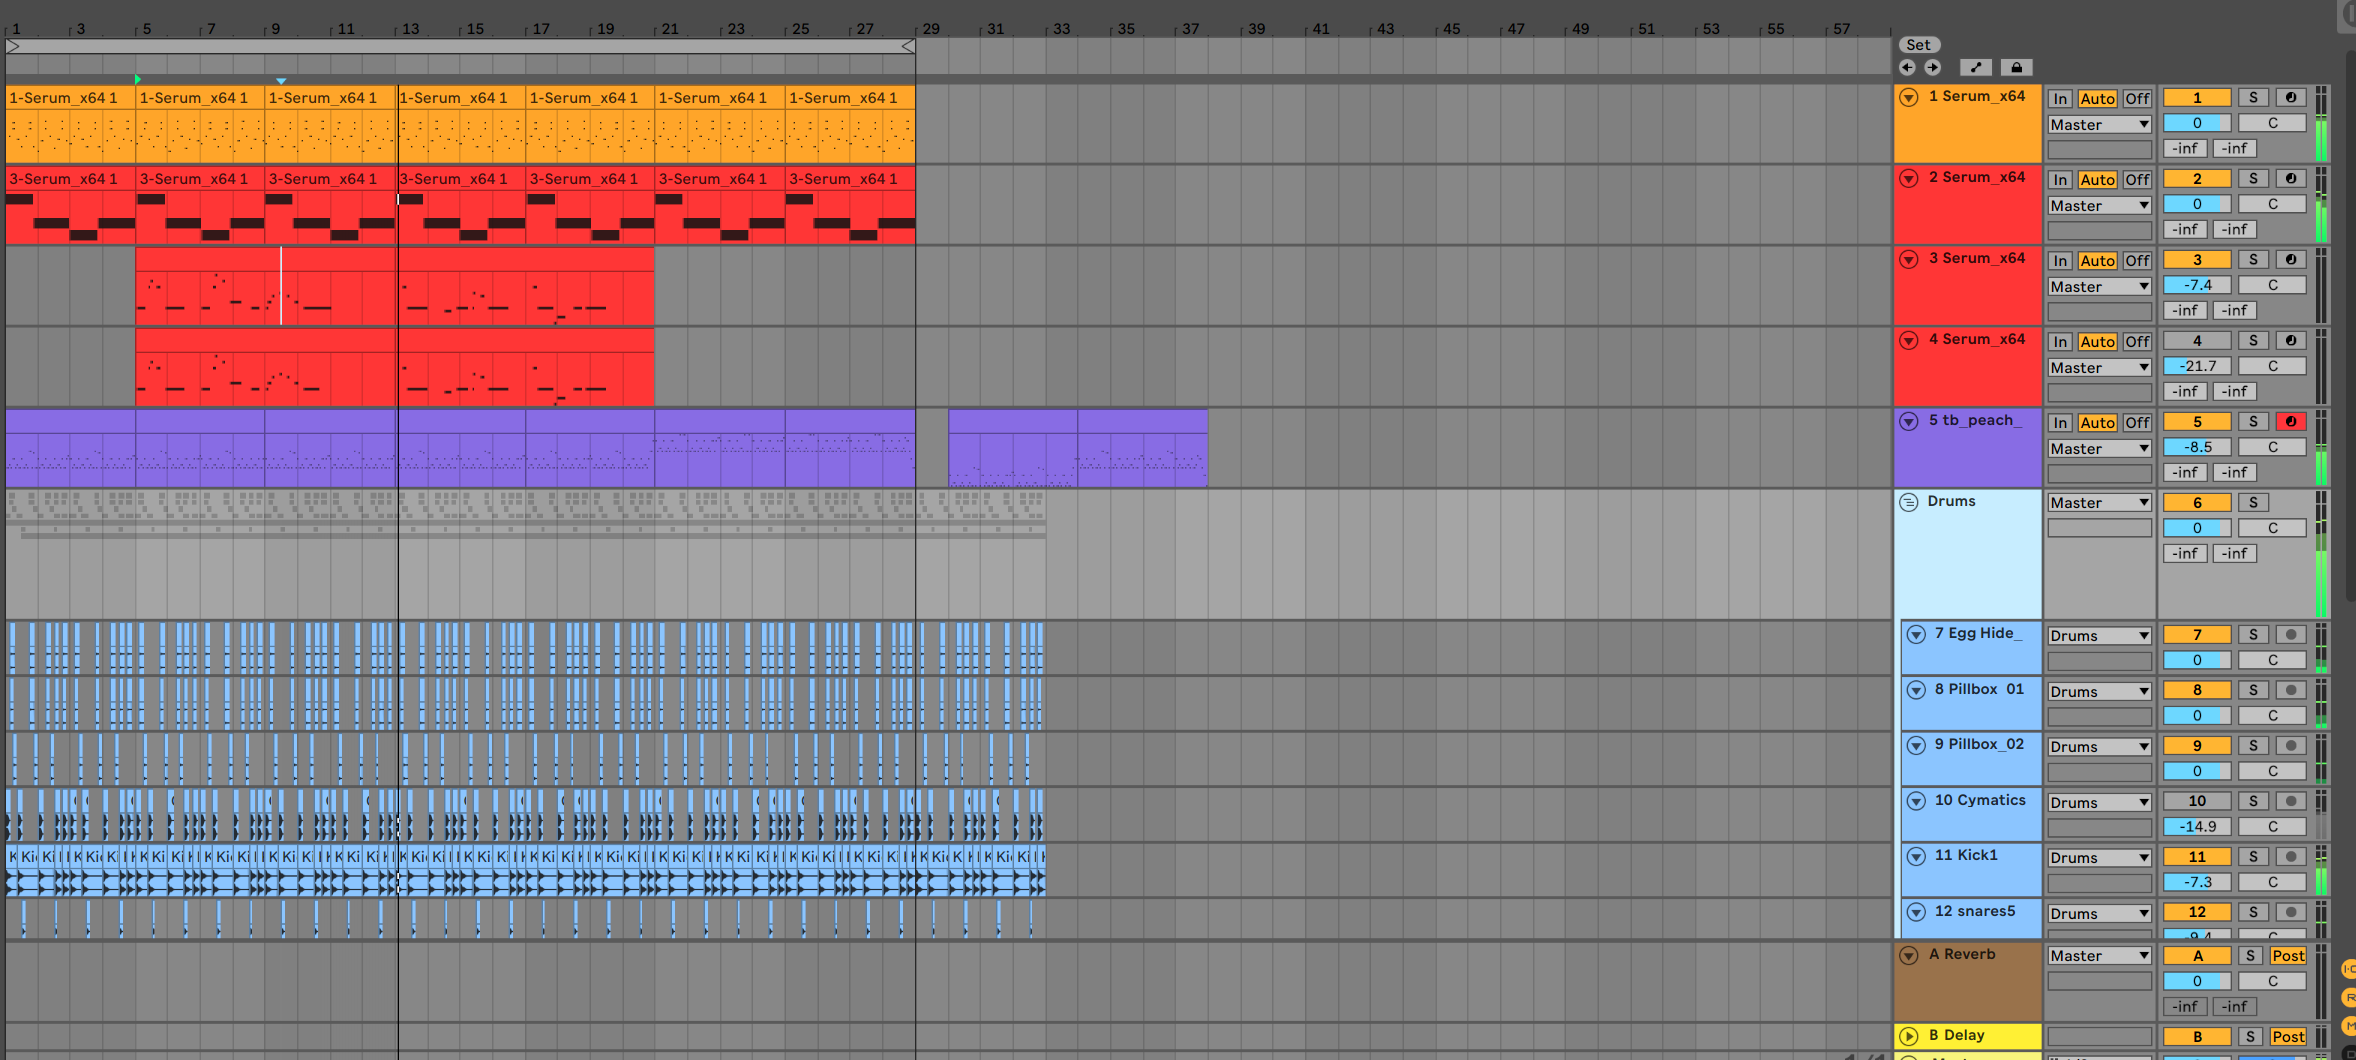 1 3 5 7 9 11 13 15 17 19 21 23 25 27 29 31 33 35 37 39 41 43 45 47 49 51 53 55 57
Set
1-Serum_x64 1 1-Serum_x64 1 1-Serum_x64 1 1-Serum_x64 1 1-Serum_x64 1 1-Serum_x64 1 1-Serum_x64 1
1 Serum_x64 In Auto Off 1 S
Master 0 C
-inf -inf
3-Serum_x64 1 3-Serum_x64 1 3-Serum_x64 1 3-Serum_x64 1 3-Serum_x64 1 3-Serum_x64 1 3-Serum_x64 1
2 Serum_x64 In Auto Off 2 S
Master 0 C
-inf -inf
3 Serum_x64 In Auto Off 3 S
Master -7.4 C
-inf -inf
4 Serum_x64 In Auto Off 4 S
Master -21.7 C
-inf -inf
5 tb_peach_ In Auto Off 5 S
Master -8.5 C
-inf -inf
Drums Master 6 S
0 C
-inf -inf
7 Egg Hide_ Drums 7 S
0 C
8 Pillbox 01 Drums 8 S
0 C
9 Pillbox_02 Drums 9 S
0 C
10 Cymatics Drums 10 S
-14.9 C
11 Kick1 Drums 11 S
-7.3 C
12 snares5 Drums 12 S
-9.4 C
A Reverb Master A S Post
0 C
-inf -inf
B Delay B S Post